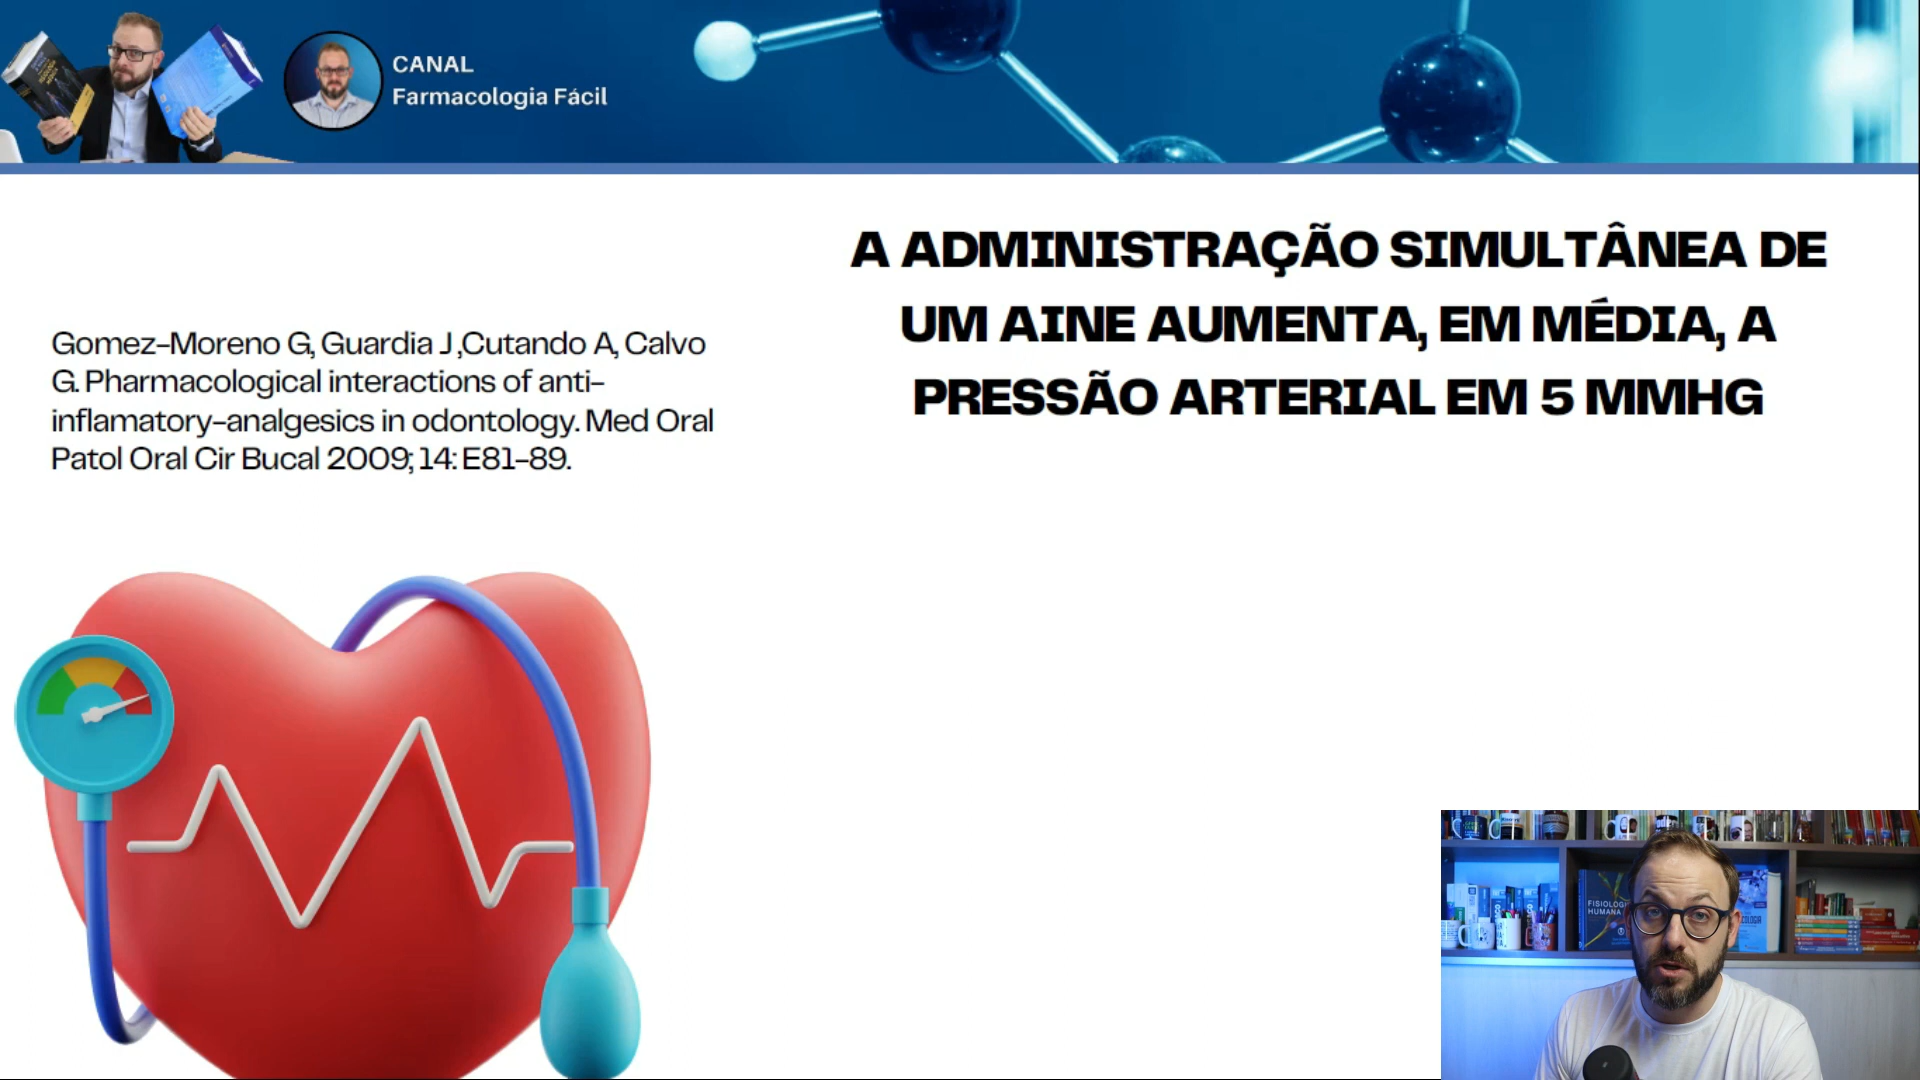 CANAL
Farmacologia Fácil
A ADMINISTRAÇÃO SIMULTÂNEA DE
UM AINE AUMENTA, EM MÉDIA, A
PRESSÃO ARTERIAL EM 5 MMHG
Gomez-Moreno G, Guardia J ,Cutando A, Calvo
G. Pharmacological interactions of anti-
inflamatory-analgesics in odontology. Med Oral
Patol Oral Cir Bucal 2009; 14: E81-89.
FISIOLOGIA
HUMANA